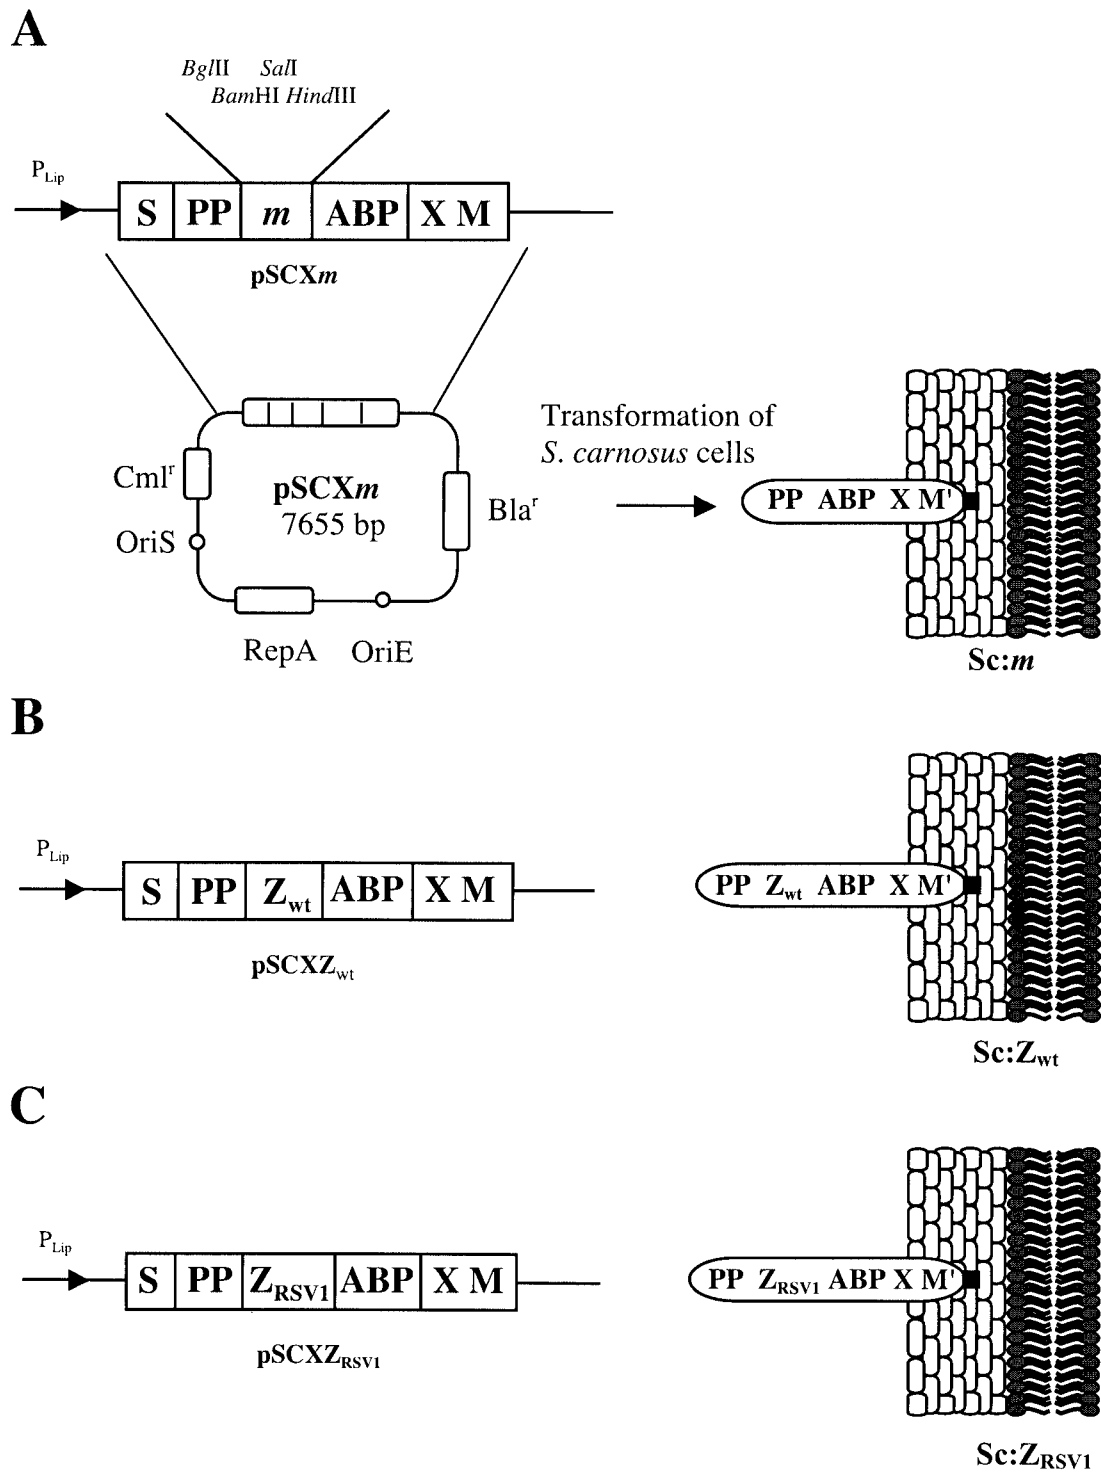 A
BglII SalI
BamHI HindIII
PLip
S PP m ABP X M
pSCXm
Transformation of
S. carnosus cells
Cmlr
pSCXm
7655 bp
Blar
OriS
RepA OriE
PP ABP X M'
Sc:m
B
PLip
S PP Zwt ABP X M
pSCXZwt
PP Zwt ABP X M'
Sc:Zwt
C
PLip
S PP ZRSV1 ABP X M
pSCXZRSV1
PP ZRSV1 ABP X M'
Sc:ZRSV1